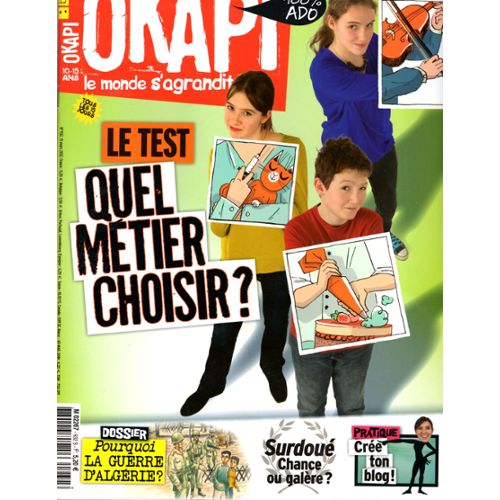 100% ADO
OKAPI
OKAPI
10-15
ANS
le monde s'agrandit
TOUS
LES 15
JOURS
LE TEST
QUEL
MÉTIER
CHOISIR?
DOSSIER
Pourquoi
LA GUERRE
D'ALGÉRIE?
Surdoué
Chance
ou galère?
PRATIQUE
Crée
ton
blog!